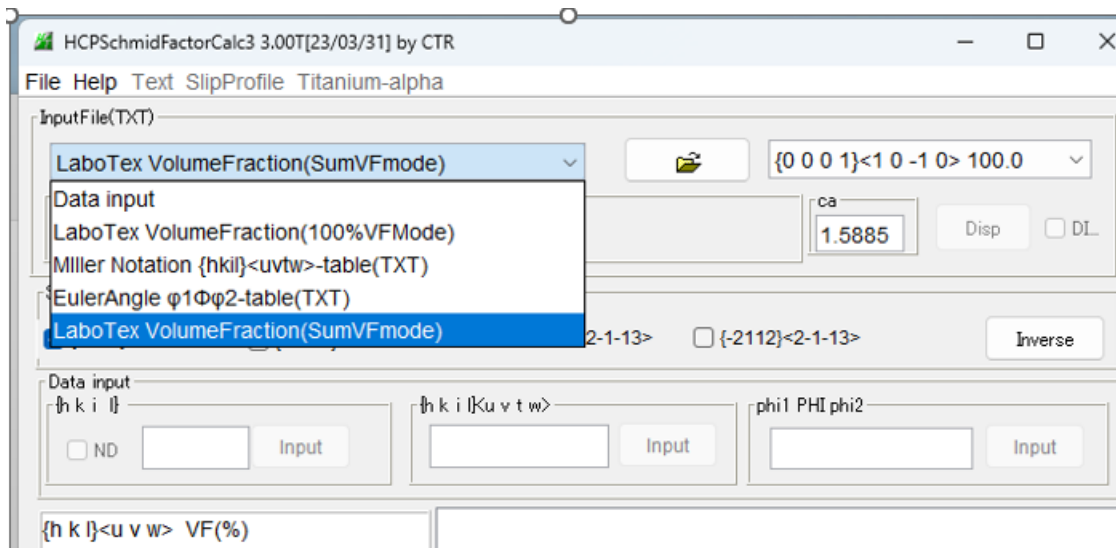 HCPSchmidFactorCalc3 3.00T[23/03/31] by CTR
File Help Text SlipProfile Titanium-alpha
InputFile(TXT)
LaboTex VolumeFraction(SumVFmode)
{0 0 0 1}<1 0 -1 0> 100.0
Data input
LaboTex VolumeFraction(100%VFMode)
MIller Notation {hkil}<uvtw>-table(TXT)
EulerAngle φ1Φφ2-table(TXT)
LaboTex VolumeFraction(SumVFmode)
ca
1.5885
Disp
DI...
2-1-13>
{-2112}<2-1-13>
Inverse
Data input
{h k i l}
{h k i l}<u v t w>
phi1 PHI phi2
ND
Input
Input
Input
{h k l}<u v w> VF(%)